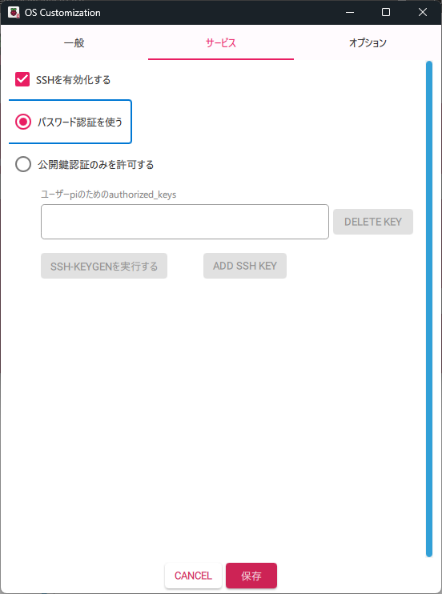 OS Customization
一般
サービス
オプション
SSHを有効化する
パスワード認証を使う
公開鍵認証のみを許可する
ユーザーpiのためのauthorized_keys
DELETE KEY
SSH-KEYGENを実行する
ADD SSH KEY
CANCEL
保存